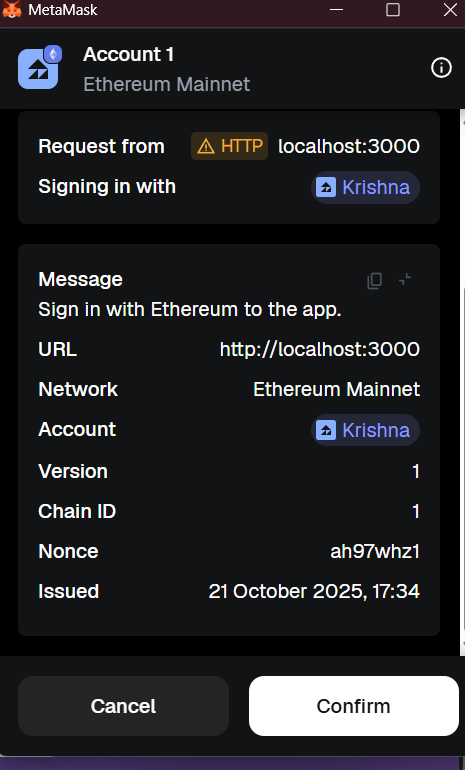 MetaMask
Account 1
Ethereum Mainnet
Request from HTTP localhost:3000
Signing in with Krishna
Message
Sign in with Ethereum to the app.
URL http://localhost:3000
Network Ethereum Mainnet
Account Krishna
Version 1
Chain ID 1
Nonce ah97whz1
Issued 21 October 2025, 17:34
Cancel Confirm